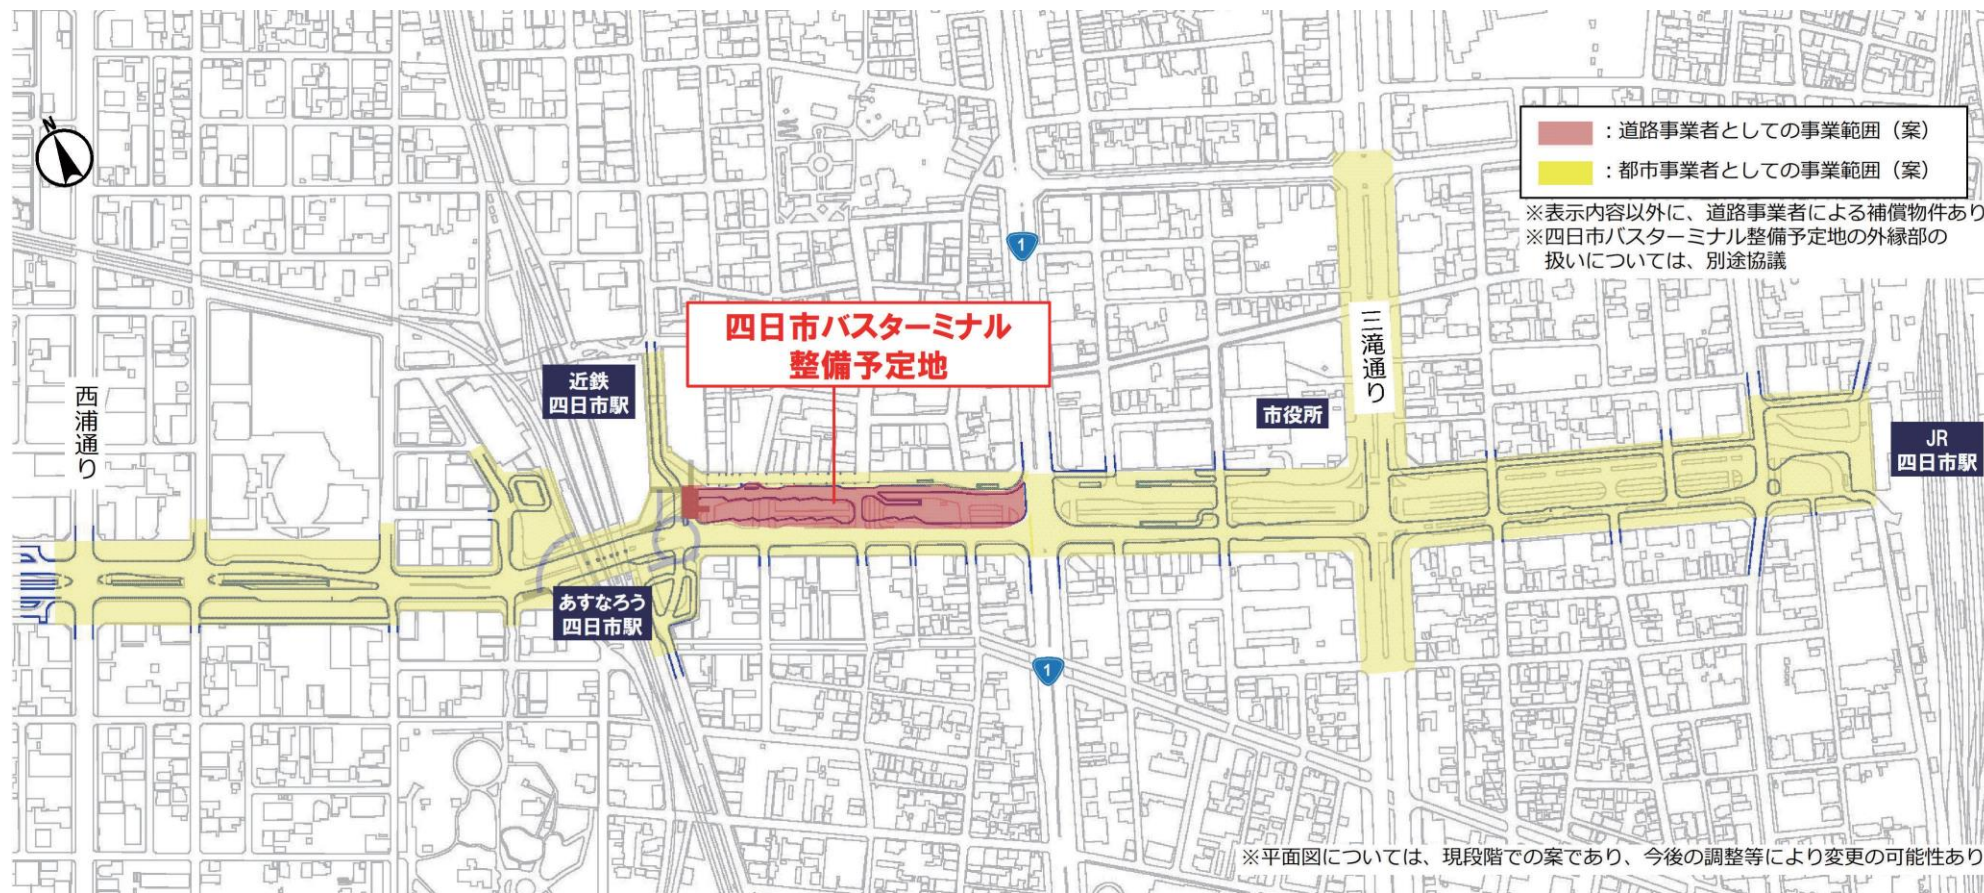 N
：道路事業者としての事業範囲（案）
：都市事業者としての事業範囲（案）
※表示内容以外に、道路事業者による補償物件あり
※四日市バスターミナル整備予定地の外縁部の
扱いについては、別途協議
1
四日市バスターミナル
整備予定地
三滝通り
近鉄
四日市駅
西浦通り
市役所
JR
四日市駅
あすなろう
四日市駅
1
※平面図については、現段階での案であり、今後の調整等により変更の可能性あり